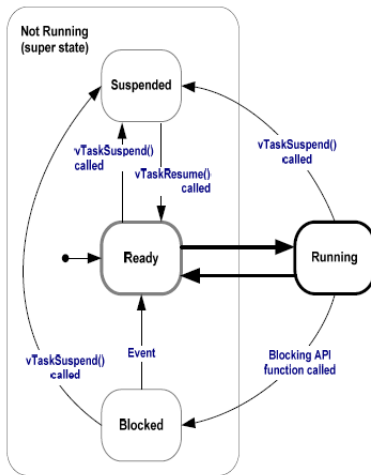 Not Running
(super state)
Suspended
vTaskSuspend()
called
vTaskResume()
called
vTaskSuspend()
called
Ready
Running
Event
vTaskSuspend()
called
Blocking API
function called
Blocked